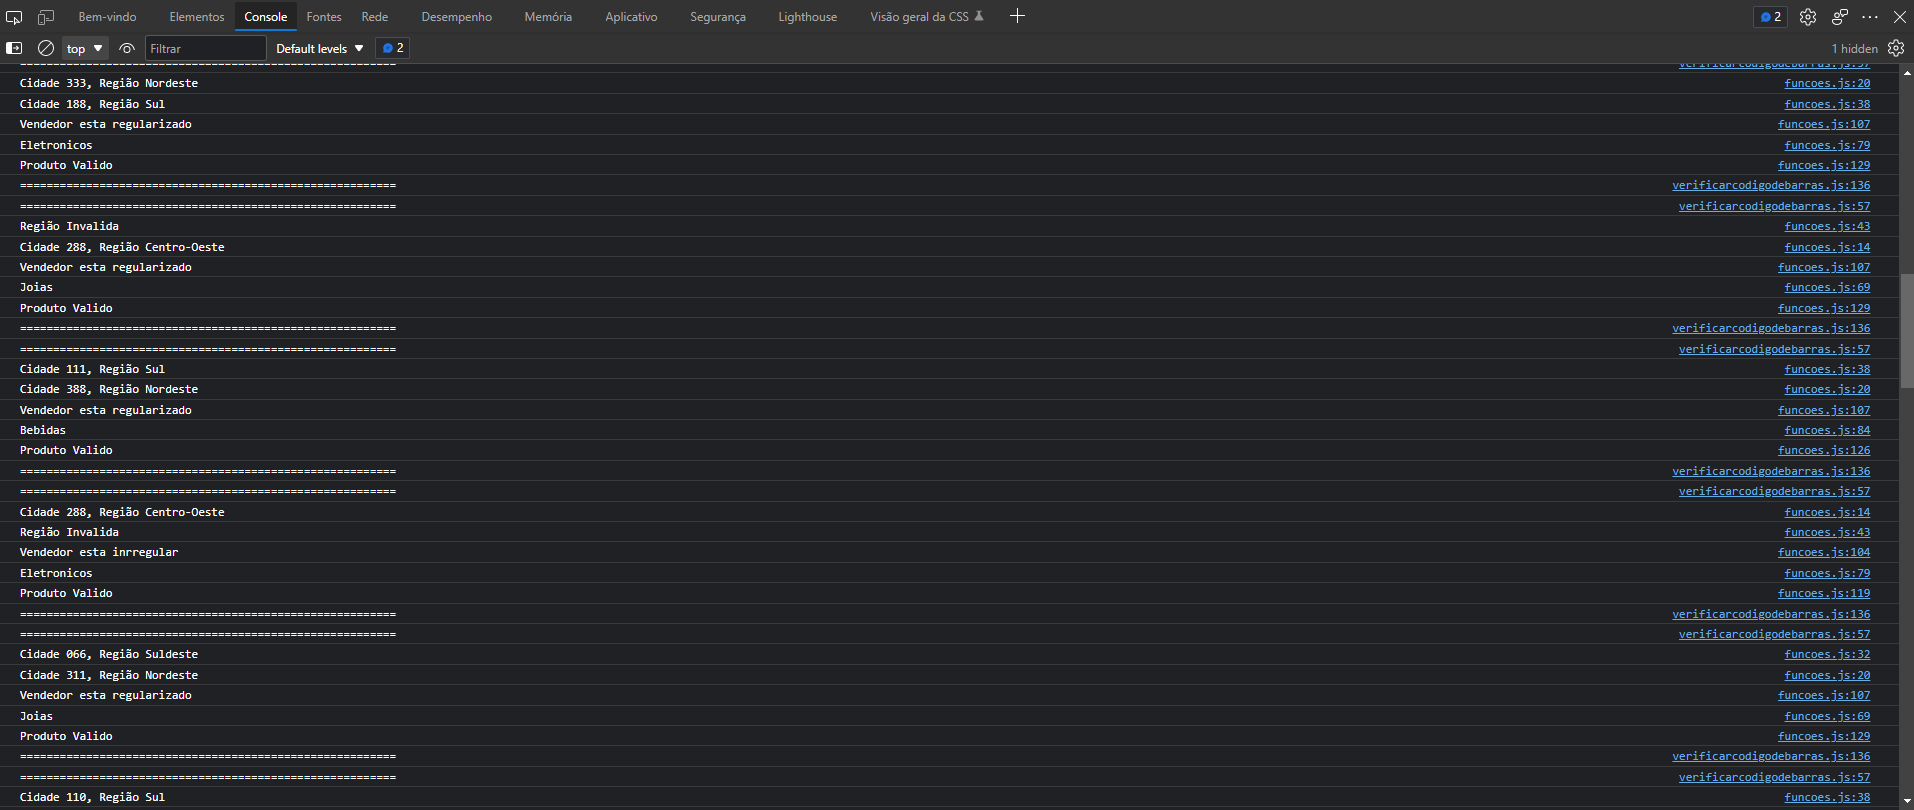 Bem-vindo Elementos Console Fontes Rede Desempenho Memória Aplicativo Segurança Lighthouse Visão geral da CSS 2
top Filtrar Default levels 2 1 hidden
========================================================= verificarcodigodebarras.js:57
Cidade 333, Região Nordeste funcoes.js:20
Cidade 188, Região Sul funcoes.js:38
Vendedor esta regularizado funcoes.js:107
Eletronicos funcoes.js:79
Produto Valido funcoes.js:129
========================================================= verificarcodigodebarras.js:136
========================================================= verificarcodigodebarras.js:57
Região Invalida funcoes.js:43
Cidade 288, Região Centro-Oeste funcoes.js:14
Vendedor esta regularizado funcoes.js:107
Joias funcoes.js:69
Produto Valido funcoes.js:129
========================================================= verificarcodigodebarras.js:136
========================================================= verificarcodigodebarras.js:57
Cidade 111, Região Sul funcoes.js:38
Cidade 388, Região Nordeste funcoes.js:20
Vendedor esta regularizado funcoes.js:107
Bebidas funcoes.js:84
Produto Valido funcoes.js:126
========================================================= verificarcodigodebarras.js:136
========================================================= verificarcodigodebarras.js:57
Cidade 288, Região Centro-Oeste funcoes.js:14
Região Invalida funcoes.js:43
Vendedor esta inrregular funcoes.js:104
Eletronicos funcoes.js:79
Produto Valido funcoes.js:119
========================================================= verificarcodigodebarras.js:136
========================================================= verificarcodigodebarras.js:57
Cidade 066, Região Suldeste funcoes.js:32
Cidade 311, Região Nordeste funcoes.js:20
Vendedor esta regularizado funcoes.js:107
Joias funcoes.js:69
Produto Valido funcoes.js:129
========================================================= verificarcodigodebarras.js:136
========================================================= verificarcodigodebarras.js:57
Cidade 110, Região Sul funcoes.js:38